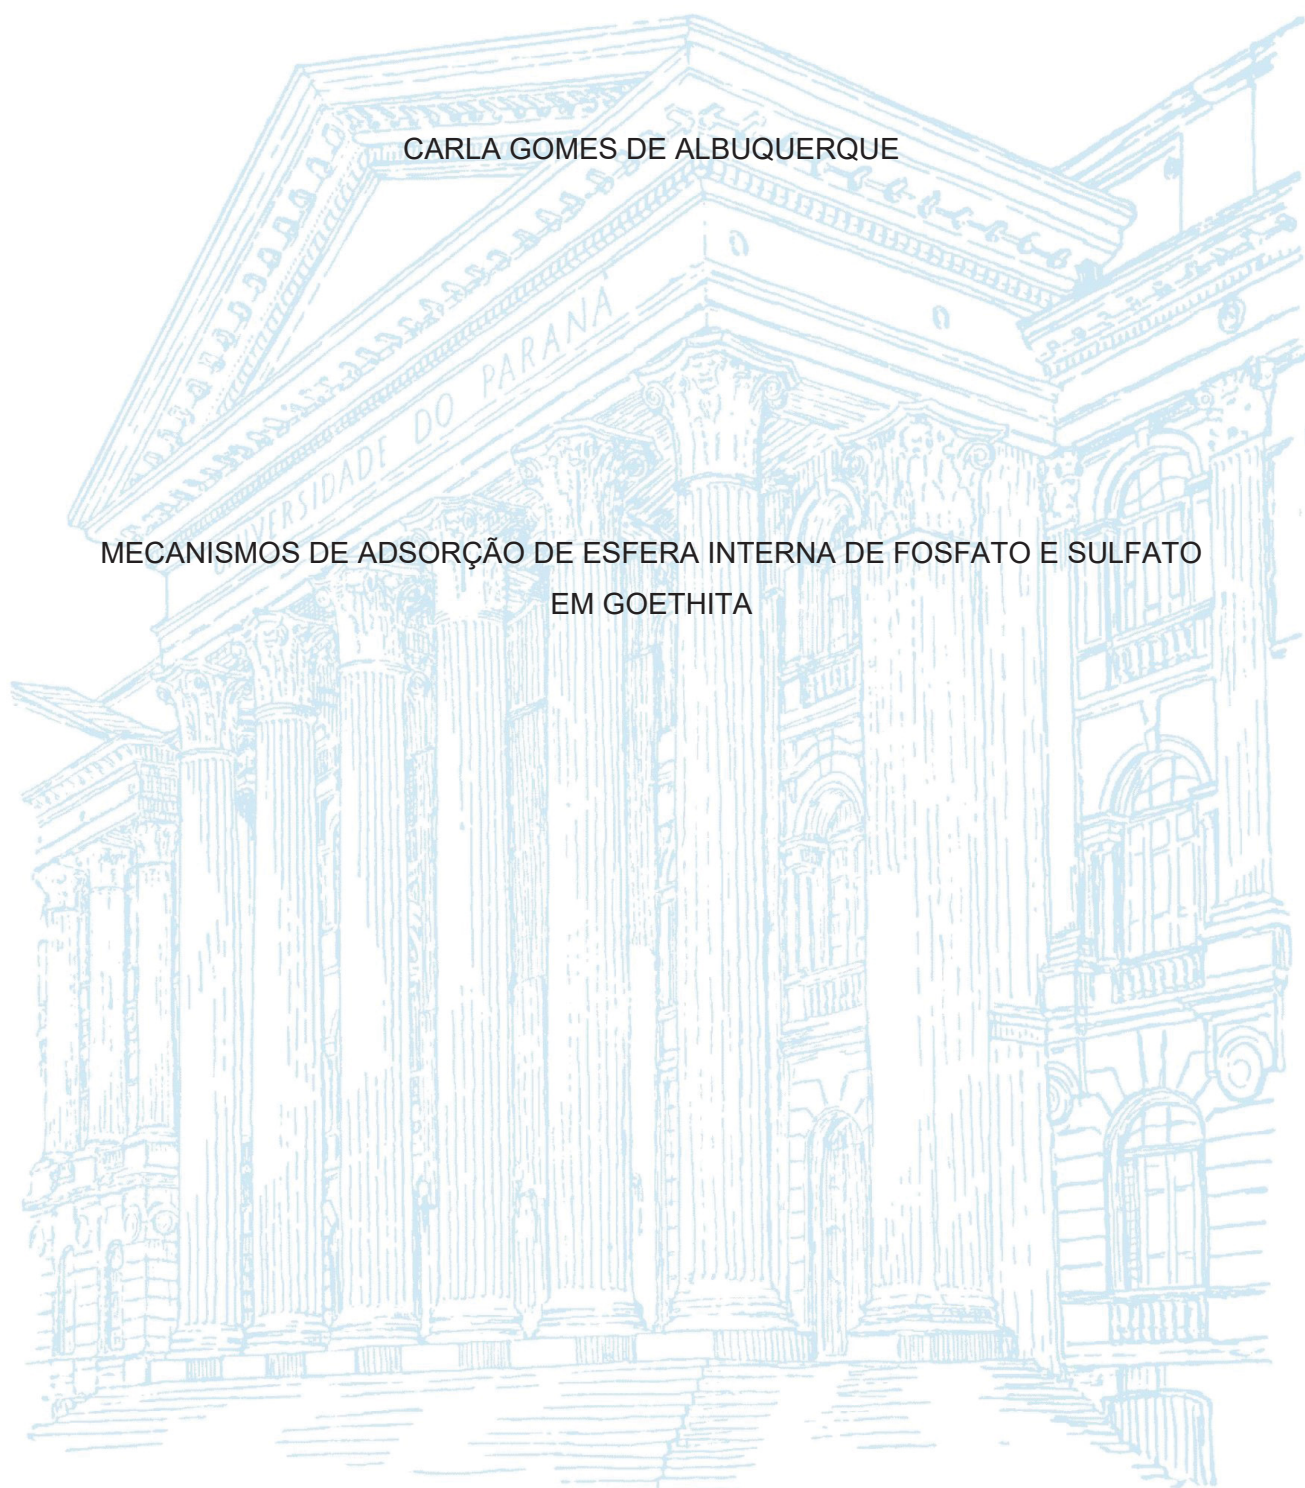 CARLA GOMES DE ALBUQUERQUE
UNIVERSIDADE DO PARANÁ
MECANISMOS DE ADSORÇÃO DE ESFERA INTERNA DE FOSFATO E SULFATO
EM GOETHITA